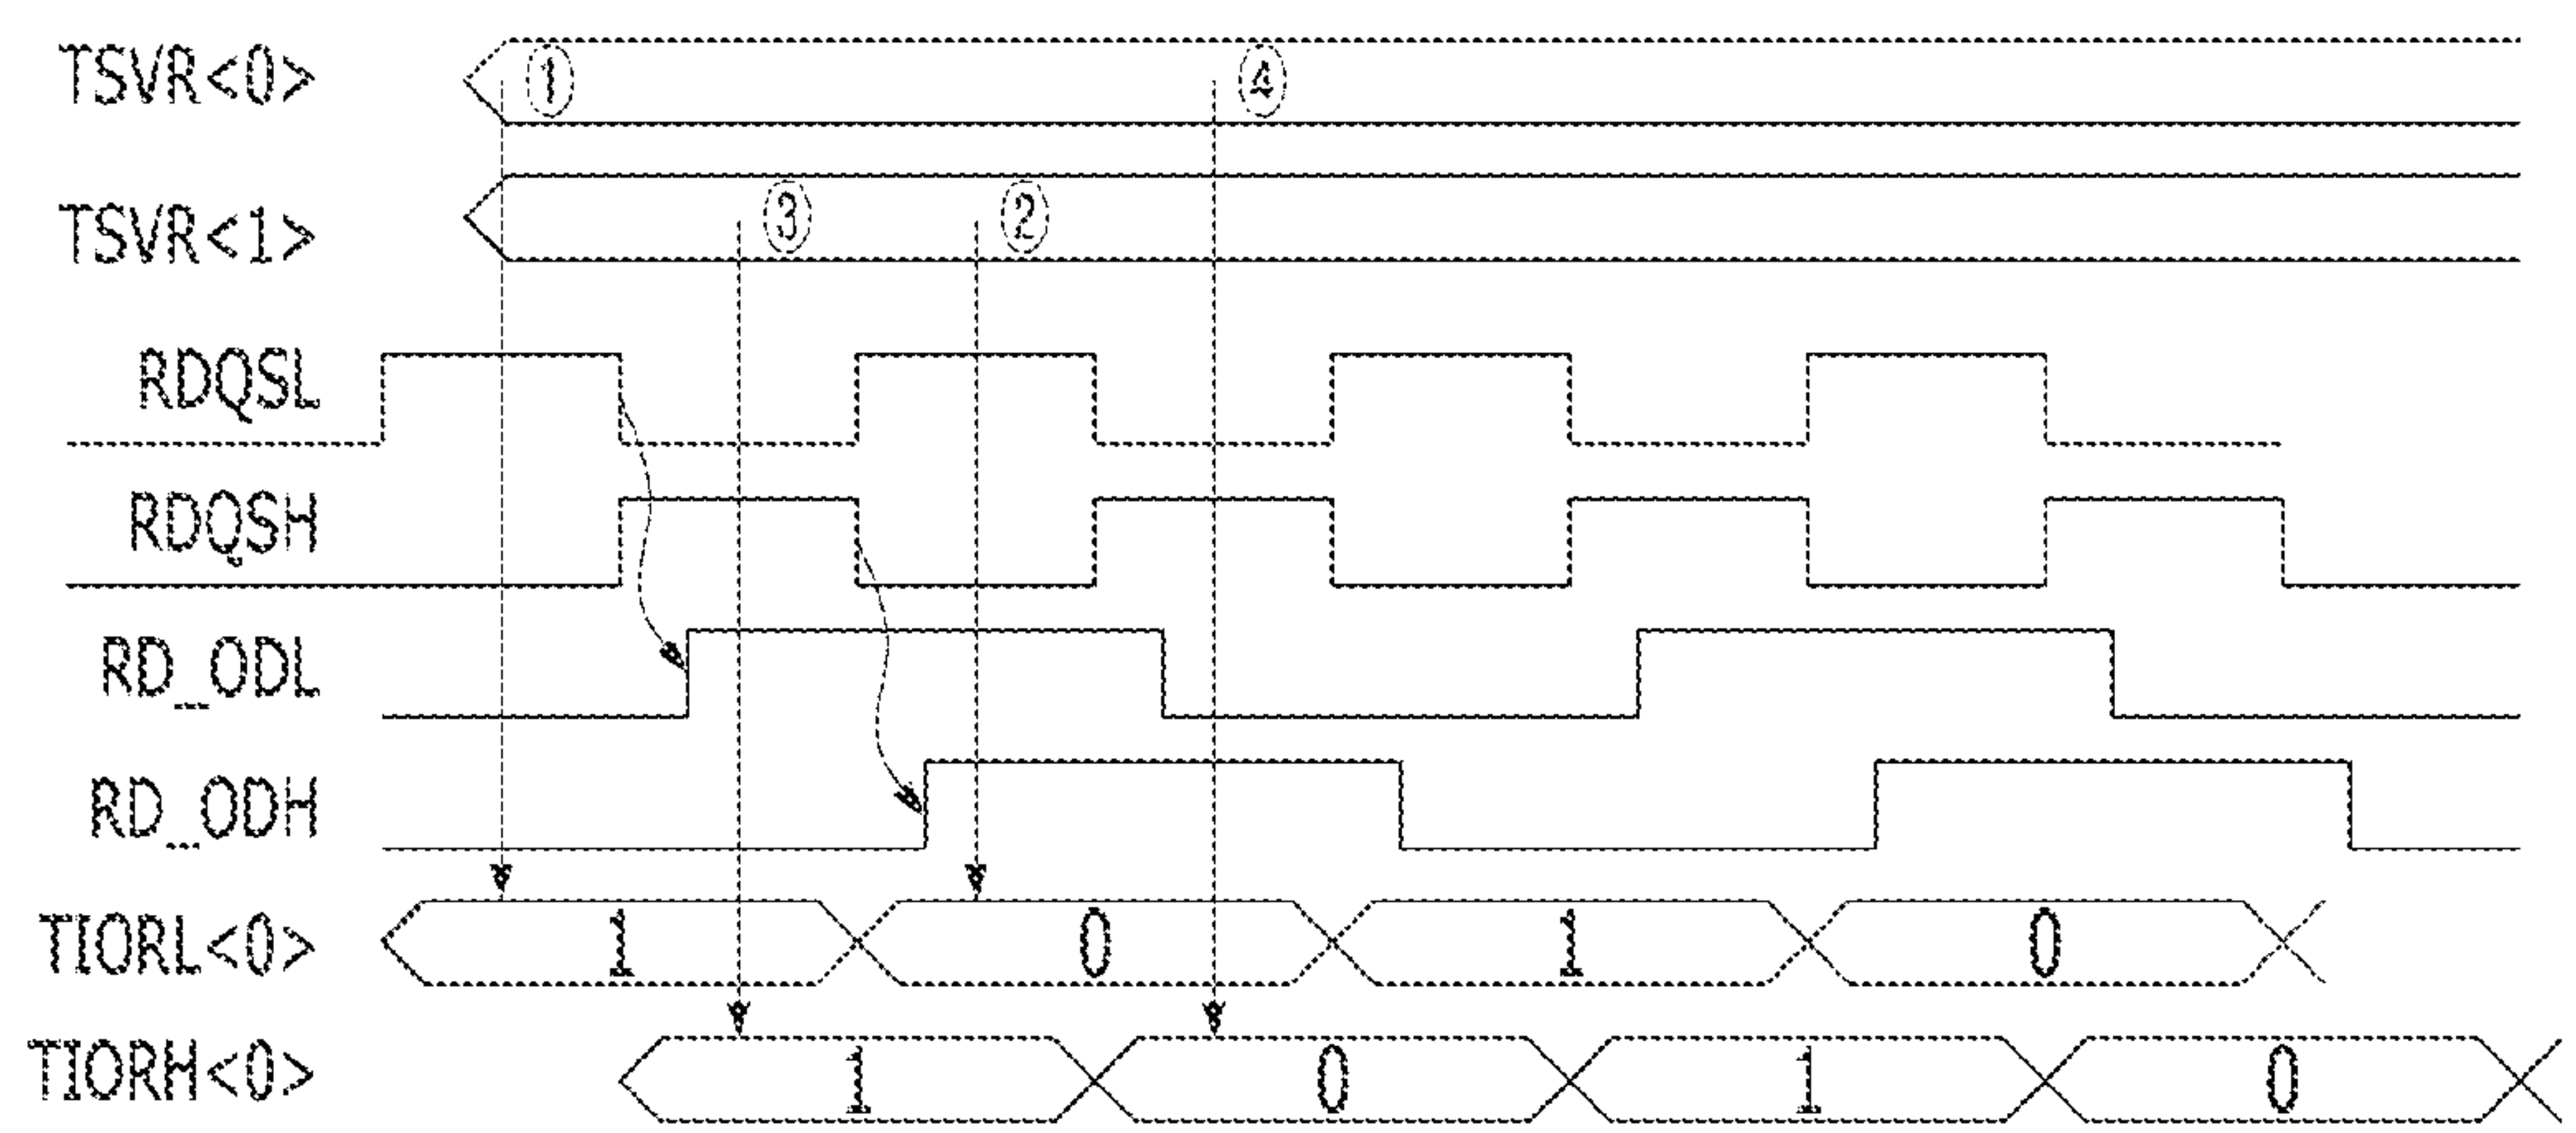 TSVR<0> ① ④
TSVR<1> ③ ②
RDQSL
RDQSH
RD_ODL
RD_ODH
TIORL<0> 1 0 1 0
TIORH<0> 1 0 1 0